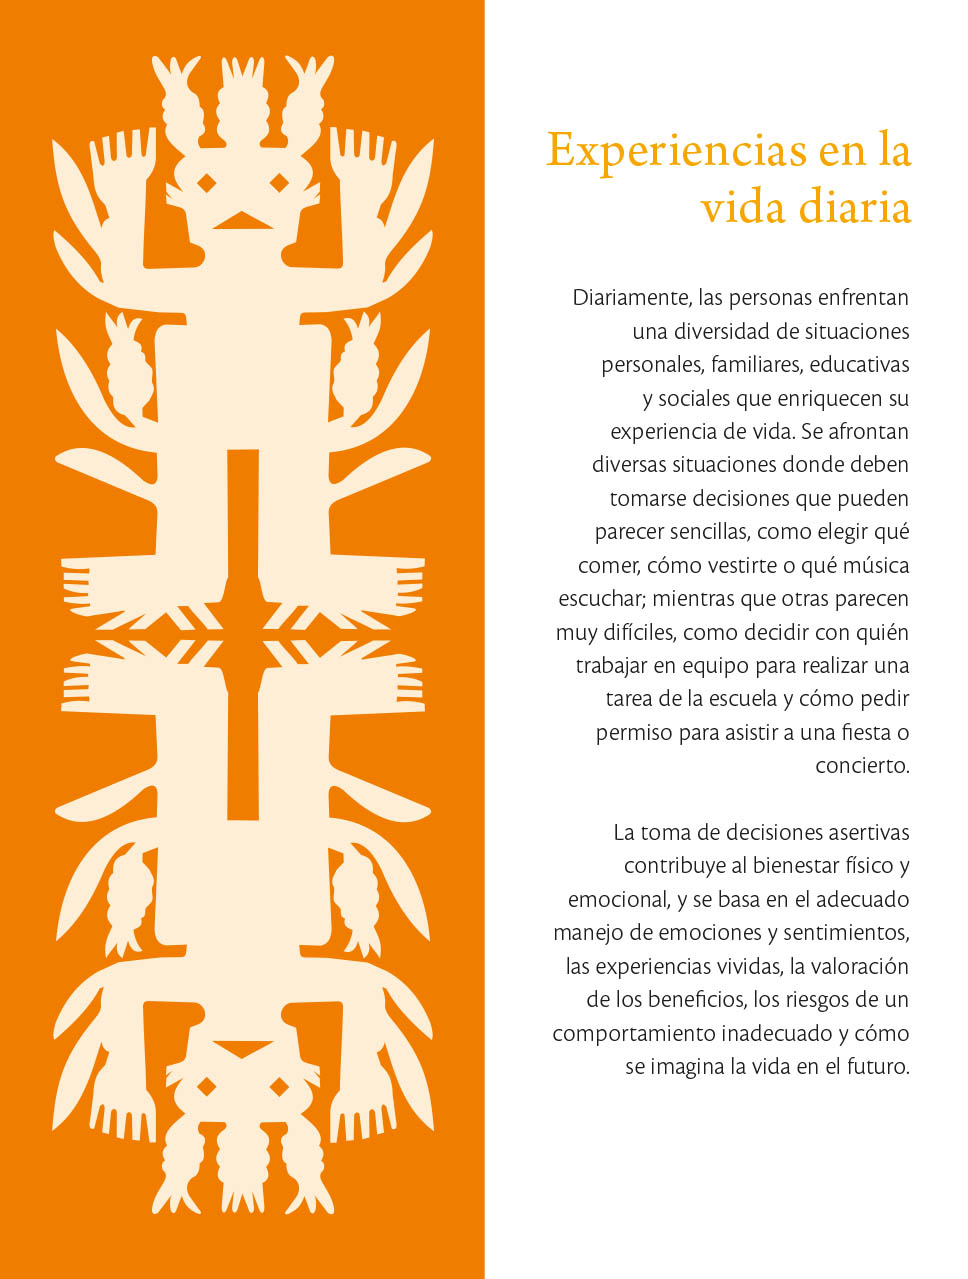 Experiencias en la
vida diaria
Diariamente, las personas enfrentan
una diversidad de situaciones
personales, familiares, educativas
y sociales que enriquecen su
experiencia de vida. Se afrontan
diversas situaciones donde deben
tomarse decisiones que pueden
parecer sencillas, como elegir qué
comer, cómo vestirte o qué música
escuchar; mientras que otras parecen
muy difíciles, como decidir con quién
trabajar en equipo para realizar una
tarea de la escuela y cómo pedir
permiso para asistir a una fiesta o
concierto.
La toma de decisiones asertivas
contribuye al bienestar físico y
emocional, y se basa en el adecuado
manejo de emociones y sentimientos,
las experiencias vividas, la valoración
de los beneficios, los riesgos de un
comportamiento inadecuado y cómo
se imagina la vida en el futuro.